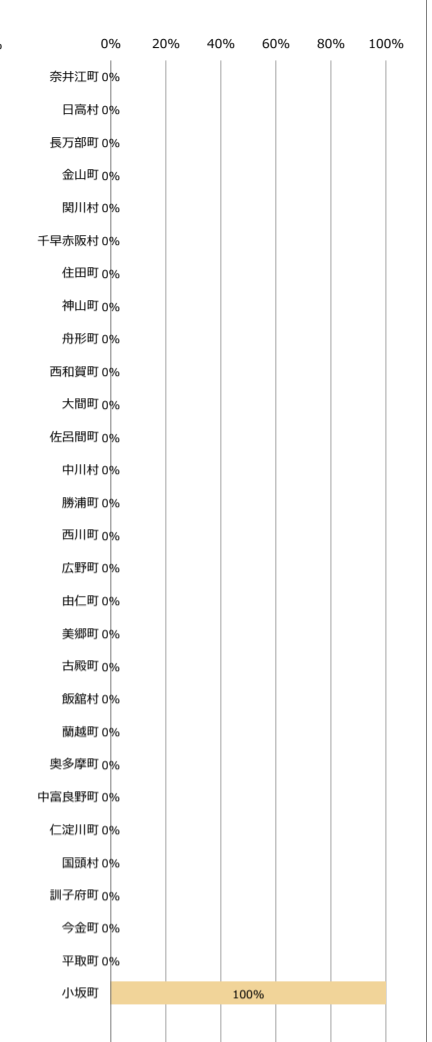 % 0% 20% 40% 60% 80% 100%
奈井江町 0%
日高村 0%
長万部町 0%
金山町 0%
関川村 0%
千早赤阪村 0%
住田町 0%
神山町 0%
舟形町 0%
西和賀町 0%
大間町 0%
佐呂間町 0%
中川村 0%
勝浦町 0%
西川町 0%
広野町 0%
由仁町 0%
美郷町 0%
古殿町 0%
飯舘村 0%
蘭越町 0%
奥多摩町 0%
中富良野町 0%
仁淀川町 0%
国頭村 0%
訓子府町 0%
今金町 0%
平取町 0%
小坂町 100%